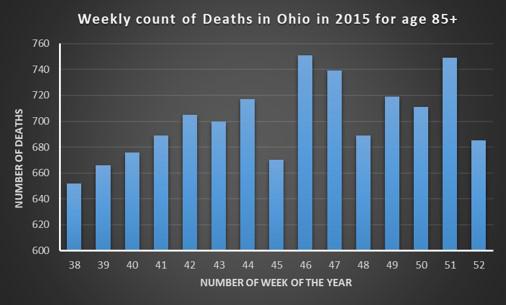 Weekly count of Deaths in Ohio in 2015 for age 85+
760
740
720
700
680
660
640
620
600
NUMBER OF DEATHS
38 39 40 41 42 43 44 45 46 47 48 49 50 51 52
NUMBER OF WEEK OF THE YEAR